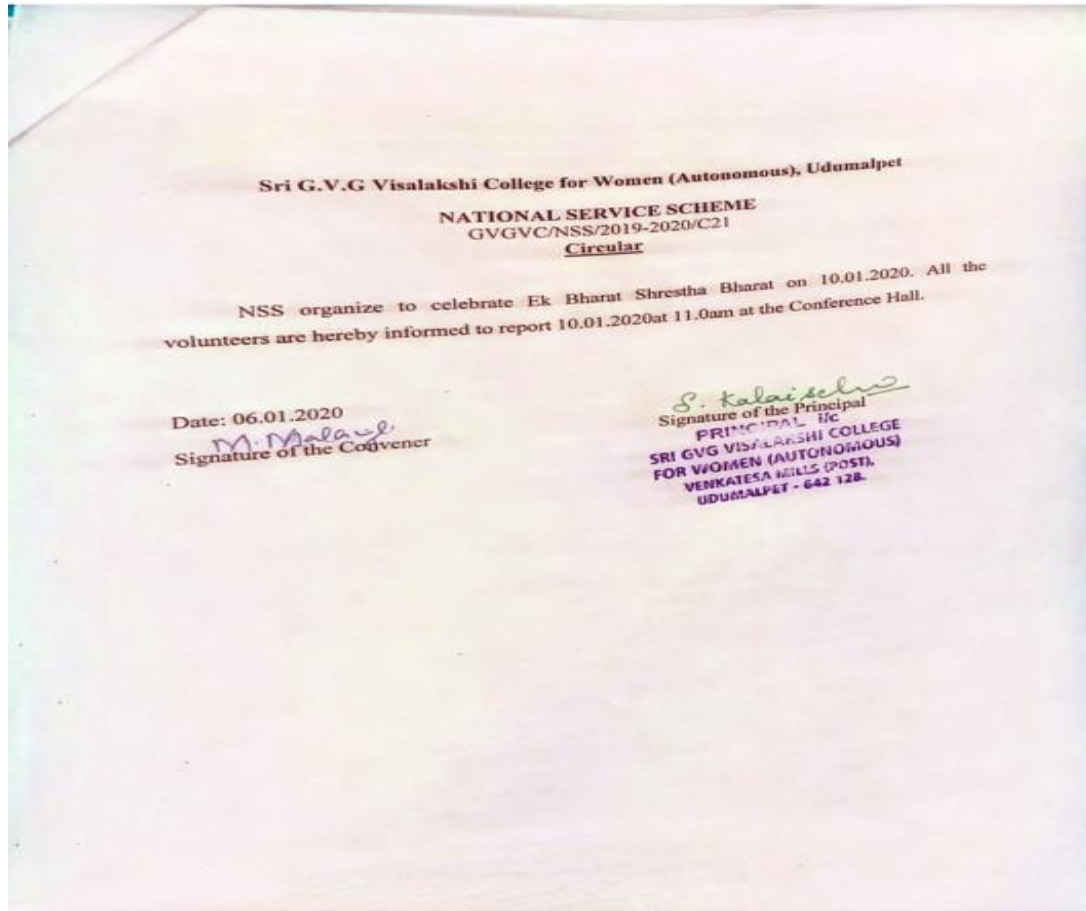 Sri G.V.G Visalakshi College for Women (Autonomous), Udumalpet
NATIONAL SERVICE SCHEME
GVGVC/NSS/2019-2020/C21
Circular
NSS organize to celebrate Ek Bharat Shrestha Bharat on 10.01.2020. All the
volunteers are hereby informed to report 10.01.2020at 11.0am at the Conference Hall.
Date: 06.01.2020
Signature of the Convener
S. Kalaiselvi
Signature of the Principal
PRINCIPAL i/c
SRI GVG VISALAKSHI COLLEGE
FOR WOMEN (AUTONOMOUS)
VENKATESA MILLS (POST),
UDUMALPET - 642 128.